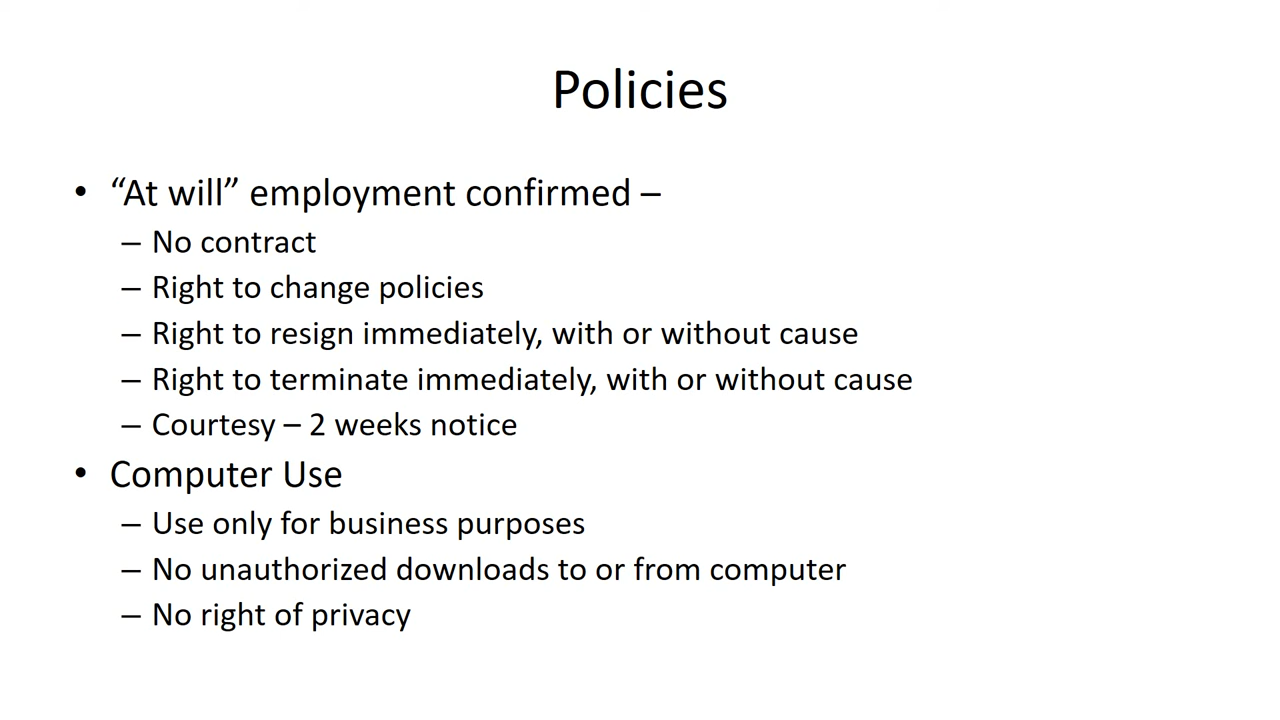 Policies
• “At will” employment confirmed –
– No contract
– Right to change policies
– Right to resign immediately, with or without cause
– Right to terminate immediately, with or without cause
– Courtesy – 2 weeks notice
• Computer Use
– Use only for business purposes
– No unauthorized downloads to or from computer
– No right of privacy